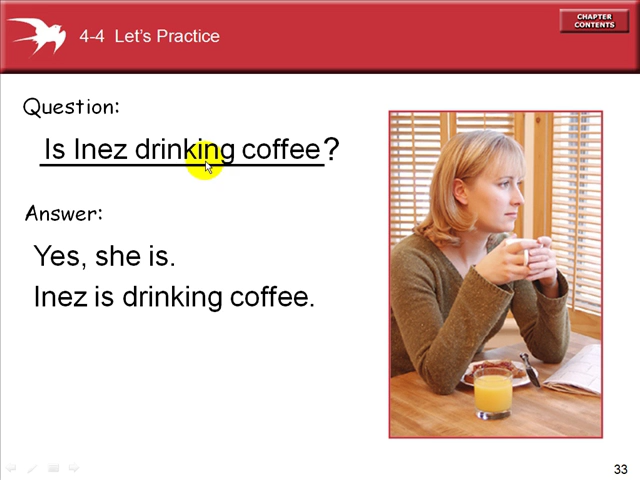 4-4 Let's Practice
CHAPTER
CONTENTS
Question:
Is Inez drinking coffee?
Answer:
Yes, she is.
Inez is drinking coffee.
33